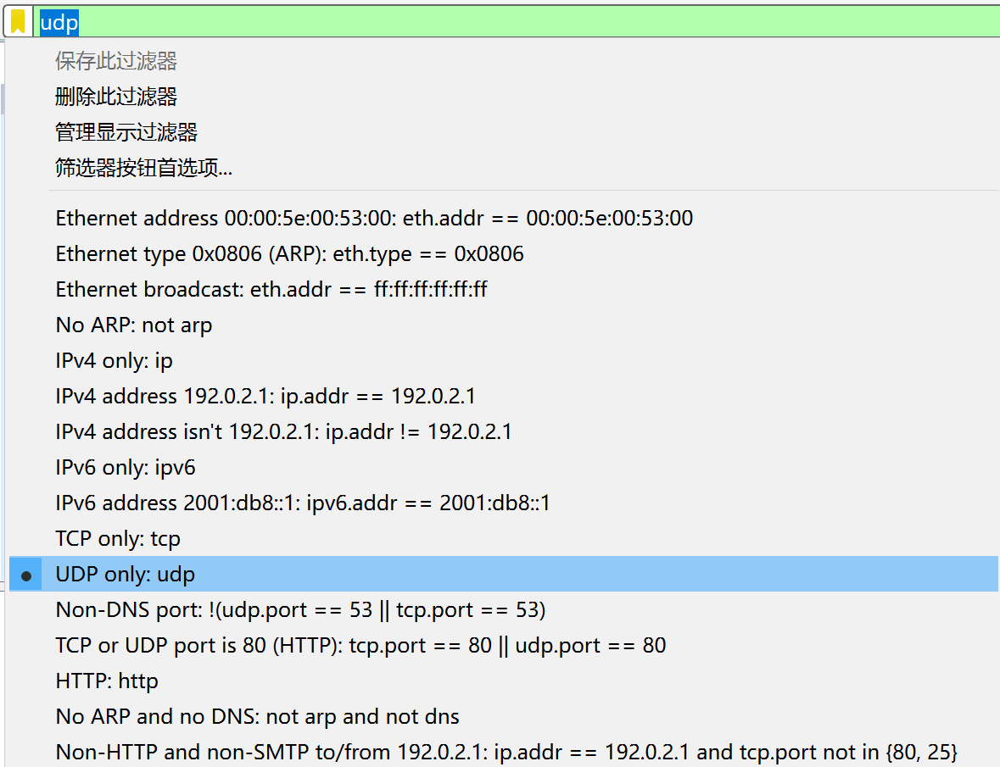 udp
保存此过滤器
删除此过滤器
管理显示过滤器
筛选器按钮首选项...
Ethernet address 00:00:5e:00:53:00: eth.addr == 00:00:5e:00:53:00
Ethernet type 0x0806 (ARP): eth.type == 0x0806
Ethernet broadcast: eth.addr == ff:ff:ff:ff:ff:ff
No ARP: not arp
IPv4 only: ip
IPv4 address 192.0.2.1: ip.addr == 192.0.2.1
IPv4 address isn't 192.0.2.1: ip.addr != 192.0.2.1
IPv6 only: ipv6
IPv6 address 2001:db8::1: ipv6.addr == 2001:db8::1
TCP only: tcp
UDP only: udp
Non-DNS port: !(udp.port == 53 || tcp.port == 53)
TCP or UDP port is 80 (HTTP): tcp.port == 80 || udp.port == 80
HTTP: http
No ARP and no DNS: not arp and not dns
Non-HTTP and non-SMTP to/from 192.0.2.1: ip.addr == 192.0.2.1 and tcp.port not in {80, 25}